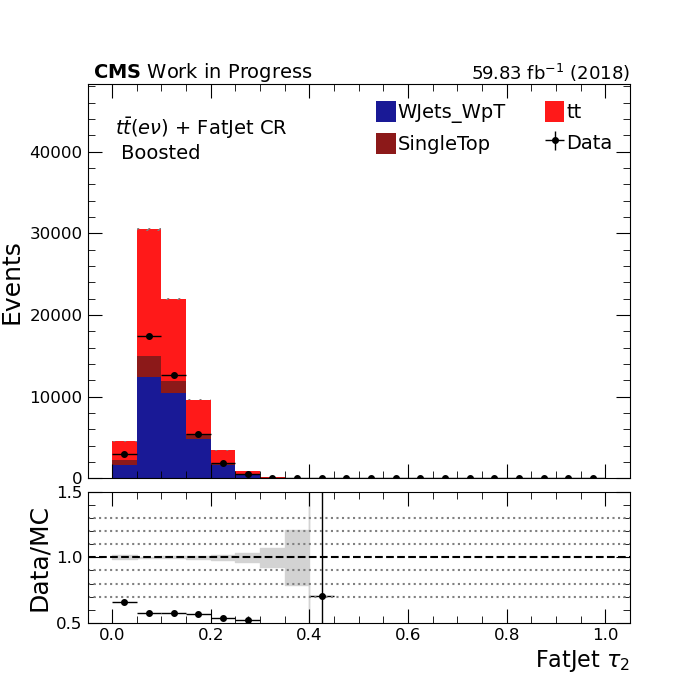 CMS Work in Progress 59.83 fb⁻¹ (2018)
tt̄(eν) + FatJet CR
Boosted
WJets_WpT tt
SingleTop Data
Events
40000
30000
20000
10000
0
Data/MC
1.5
1.0
0.5
0.0 0.2 0.4 0.6 0.8 1.0
FatJet τ₂